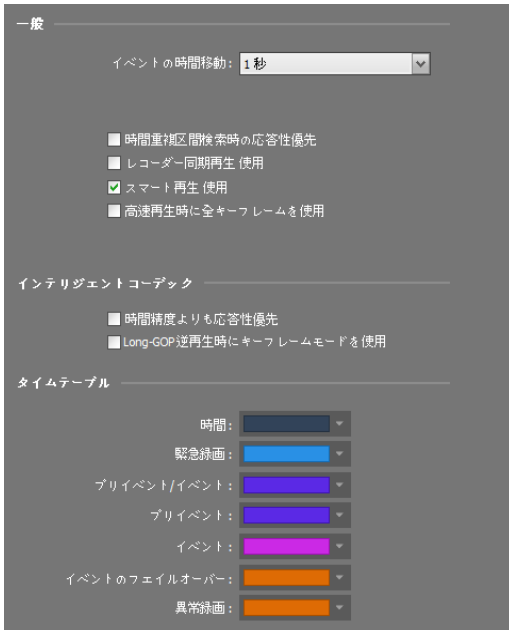 一般
イベントの時間移動: 1 秒
時間重複区間検索時の応答性優先
レコーダー同期再生 使用
スマート再生 使用
高速再生時に全キーフレームを使用
インテリジェントコーデック
時間精度よりも応答性優先
Long-GOP逆再生時にキーフレームモードを使用
タイムテーブル
時間:
緊急録画:
プリイベント/イベント:
プリイベント:
イベント:
イベントのフェイルオーバー:
異常録画: